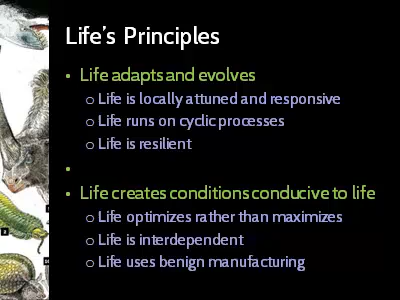 Life's Principles
• Life adapts and evolves
o Life is locally attuned and responsive
o Life runs on cyclic processes
o Life is resilient
•
• Life creates conditions conducive to life
o Life optimizes rather than maximizes
o Life is interdependent
o Life uses benign manufacturing